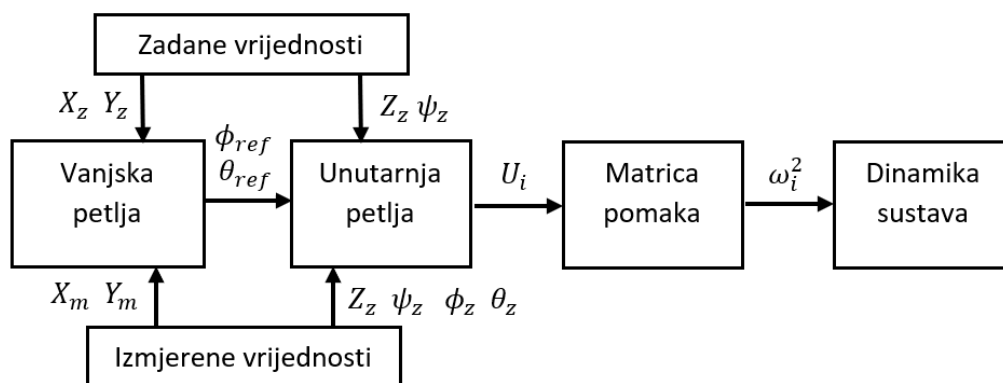 Zadane vrijednosti
X_z Y_z
Z_z ψ_z
ϕ_ref
θ_ref
Vanjska
petlja
Unutarnja
petlja
U_i
Matrica
pomaka
ω_i^2
Dinamika
sustava
X_m Y_m
Z_z ψ_z ϕ_z θ_z
Izmjerene vrijednosti